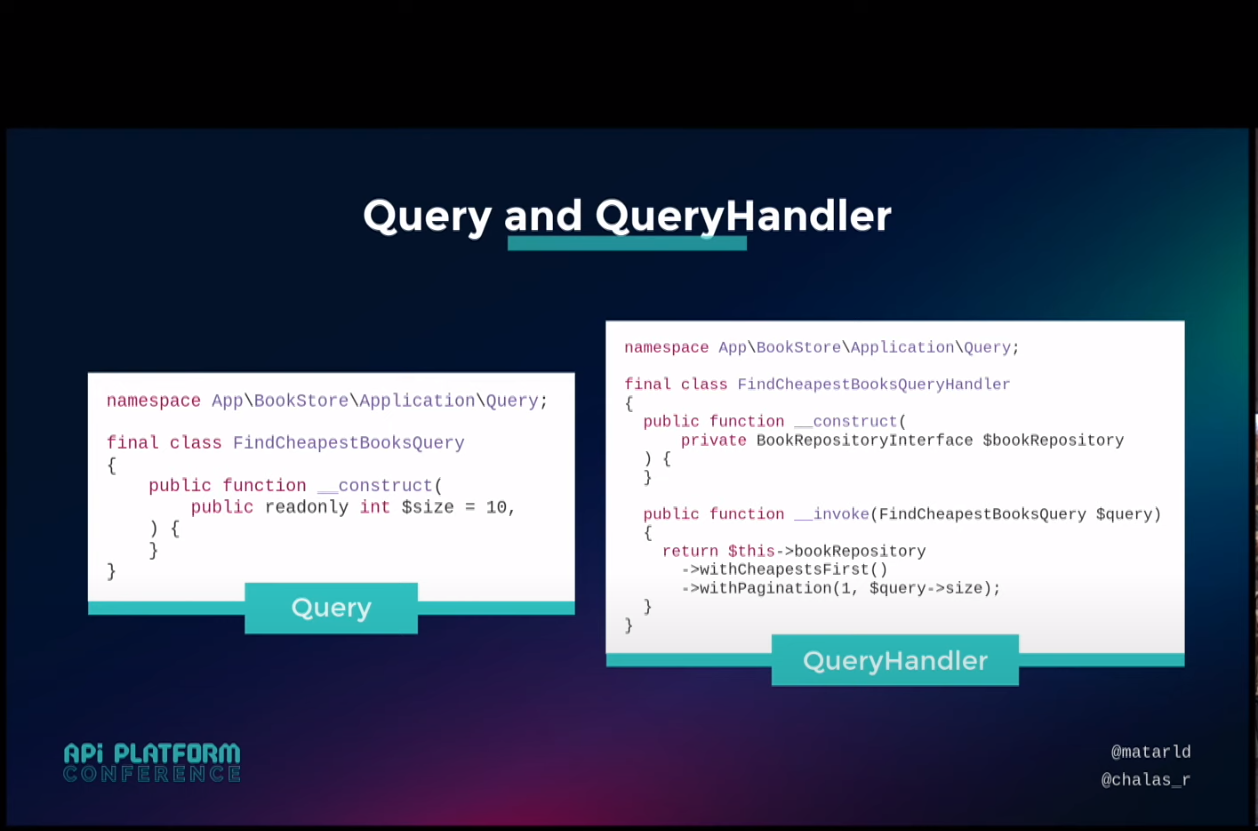 Query and QueryHandler
namespace App\BookStore\Application\Query;
final class FindCheapestBooksQuery
{
    public function __construct(
        public readonly int $size = 10,
    ) {
    }
}
Query
namespace App\BookStore\Application\Query;
final class FindCheapestBooksQueryHandler
{
  public function __construct(
      private BookRepositoryInterface $bookRepository
  ) {
  }
  public function __invoke(FindCheapestBooksQuery $query)
  {
    return $this->bookRepository
      ->withCheapestsFirst()
      ->withPagination(1, $query->size);
  }
}
QueryHandler
APi PLATFORM
CONFERENCE
@matarld
@chalas_r